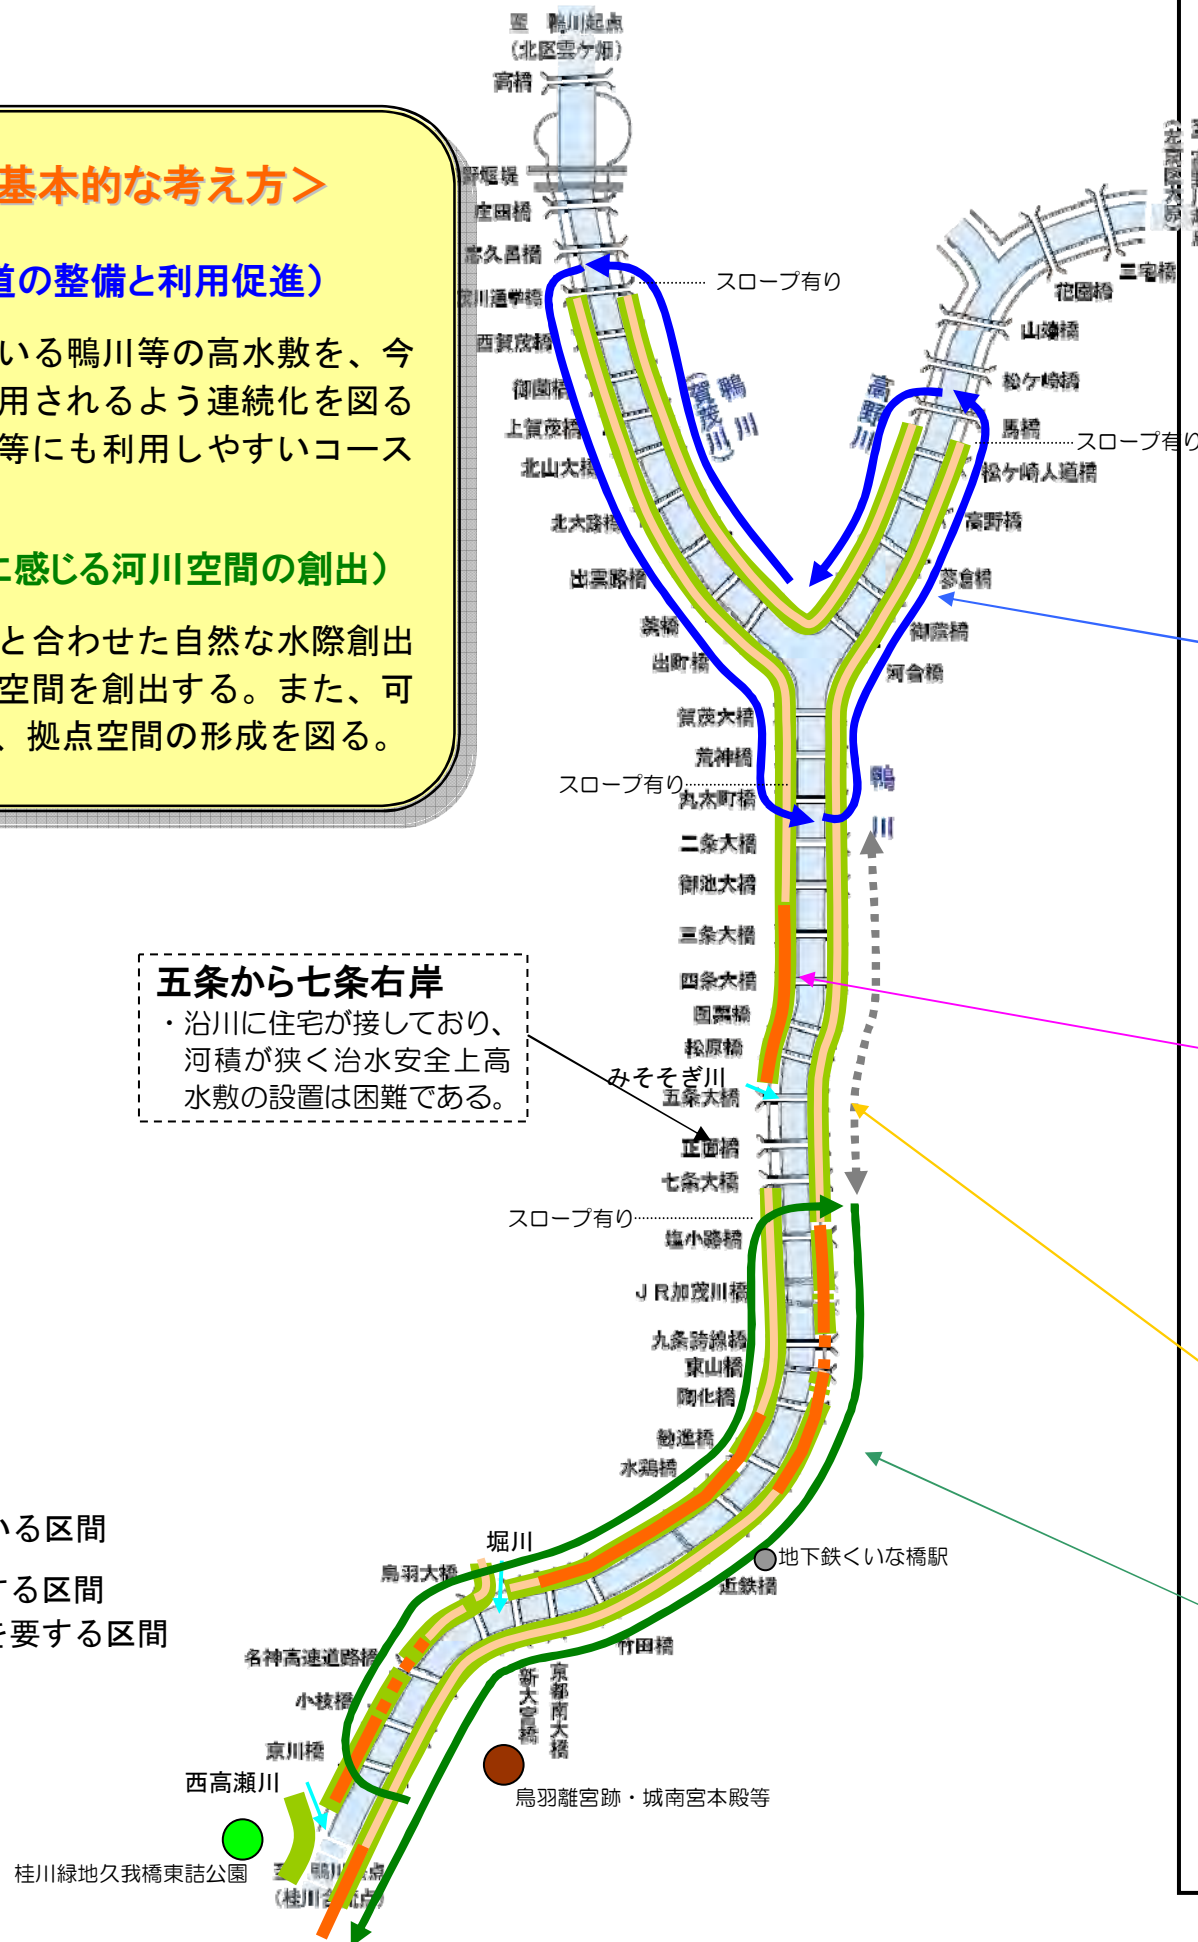 至 鴨川起点
(北区雲ケ畑)
高橋
基本的な考え方＞
道の整備と利用促進）
いる鴨川等の高水敷を、今
用されるよう連続化を図る
等にも利用しやすいコース
に感じる河川空間の創出）
と合わせた自然な水際創出
空間を創出する。また、可
、拠点空間の形成を図る。
野堰堤
庄田橋
志久呂橋
スロープ有り
西賀茂橋
御薗橋
上賀茂橋
北山大橋
北大路橋
出雲路橋
葵橋
出町橋
鴨川
(賀茂川)
高野川
三宅橋
花園橋
山端橋
松ケ崎橋
馬橋
スロープ有り
松ケ崎人道橋
高野橋
蓼倉橋
御蔭橋
河合橋
賀茂大橋
荒神橋
スロープ有り
丸太町橋
鴨川
二条大橋
御池大橋
三条大橋
四条大橋
団栗橋
松原橋
みそそぎ川
五条大橋
正面橋
七条大橋
五条から七条右岸
・沿川に住宅が接しており、
河積が狭く治水安全上高
水敷の設置は困難である。
スロープ有り
塩小路橋
ＪＲ加茂川橋
九条跨線橋
東山橋
陶化橋
勧進橋
水鶏橋
いる区間
する区間
を要する区間
堀川
鳥羽大橋
地下鉄くいな橋駅
近鉄橋
竹田橋
京都南大橋
新大宮橋
名神高速道路橋
小枝橋
京川橋
西高瀬川
鳥羽離宮跡・城南宮本殿等
桂川緑地久我橋東詰公園
(桂川合流点)